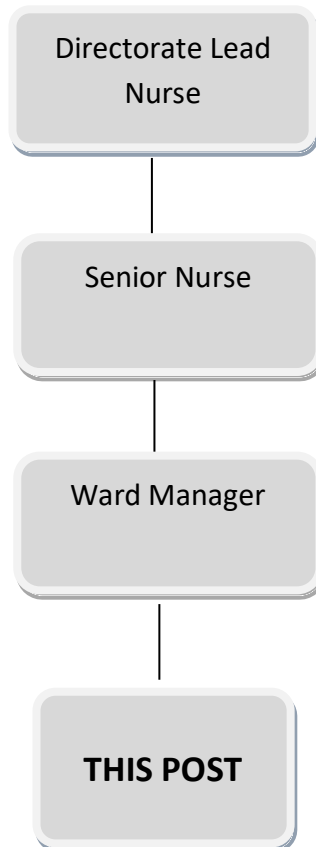 Directorate Lead
Nurse
Senior Nurse
Ward Manager
THIS POST